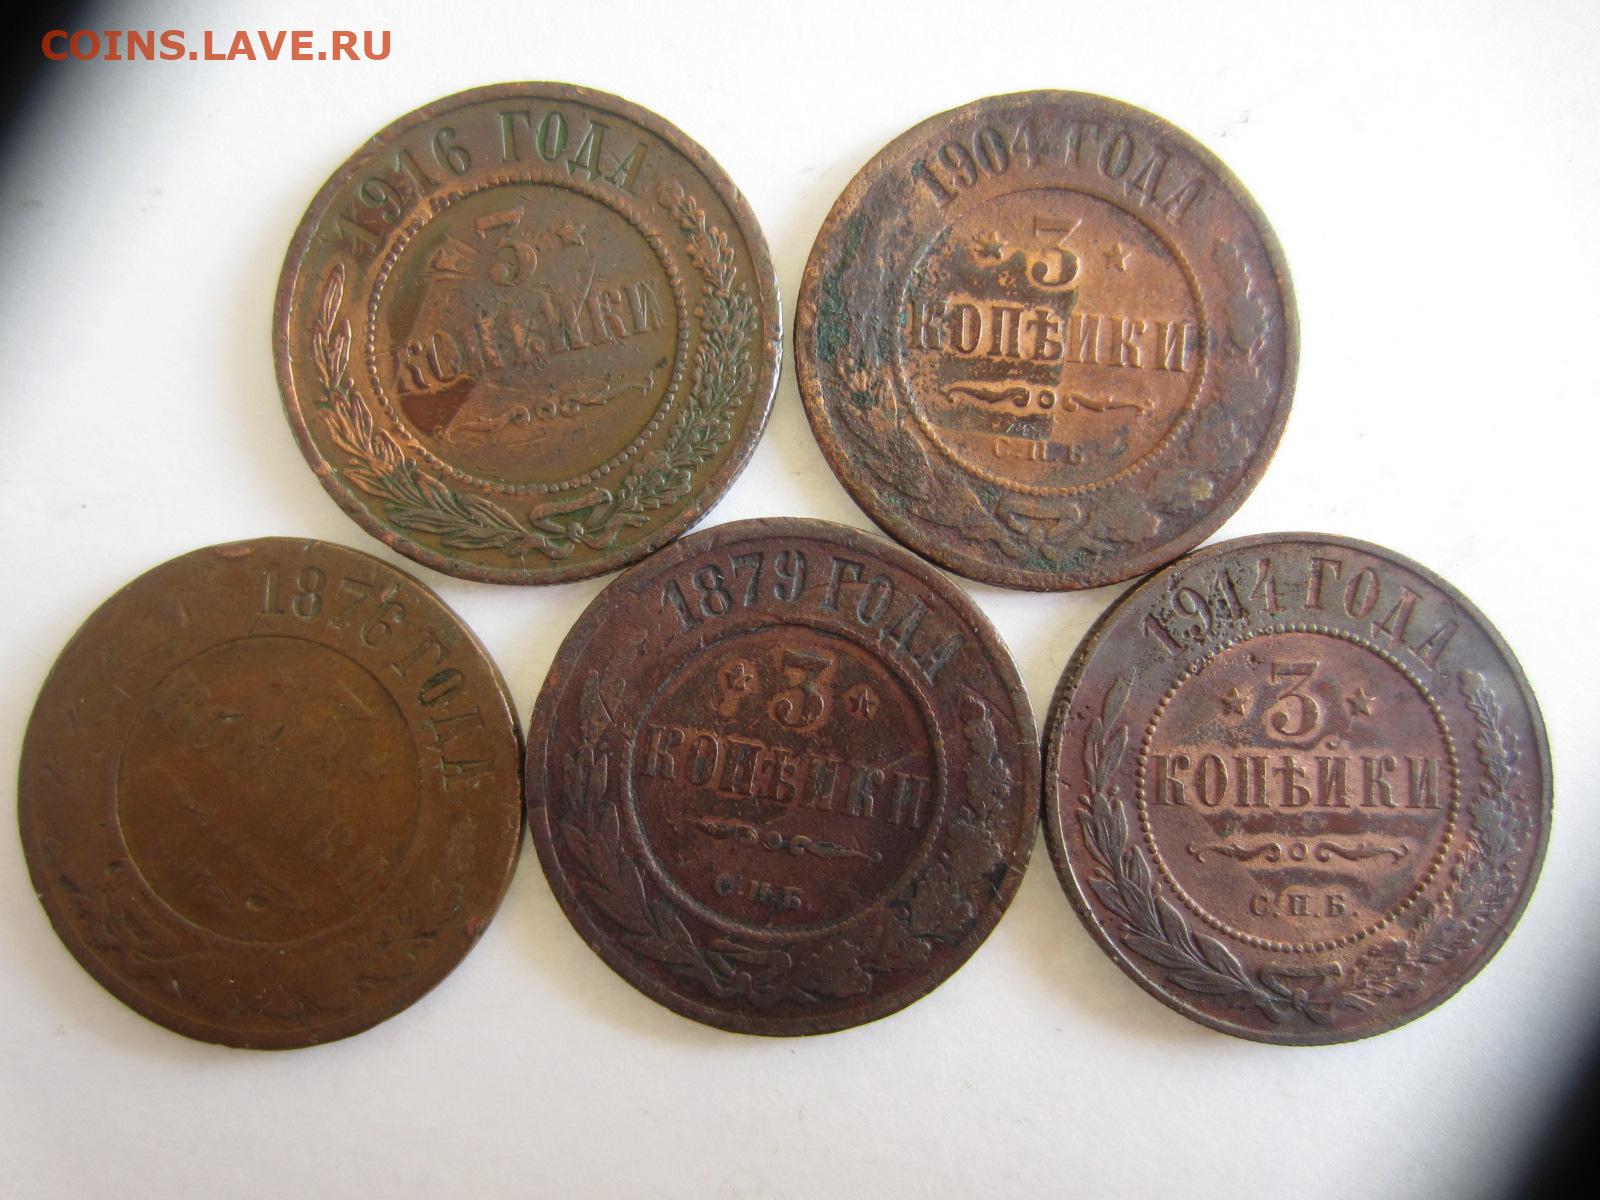 COINS.LAVE.RU
1916 ГОДА
3
КОПѢЙКИ
1904 ГОДА
3
КОПѢЙКИ
С.П.Б.
1876 ГОДА
1879 ГОДА
3
КОПѢЙКИ
С.П.Б.
1914 ГОДА
3
КОПѢЙКИ
С.П.Б.